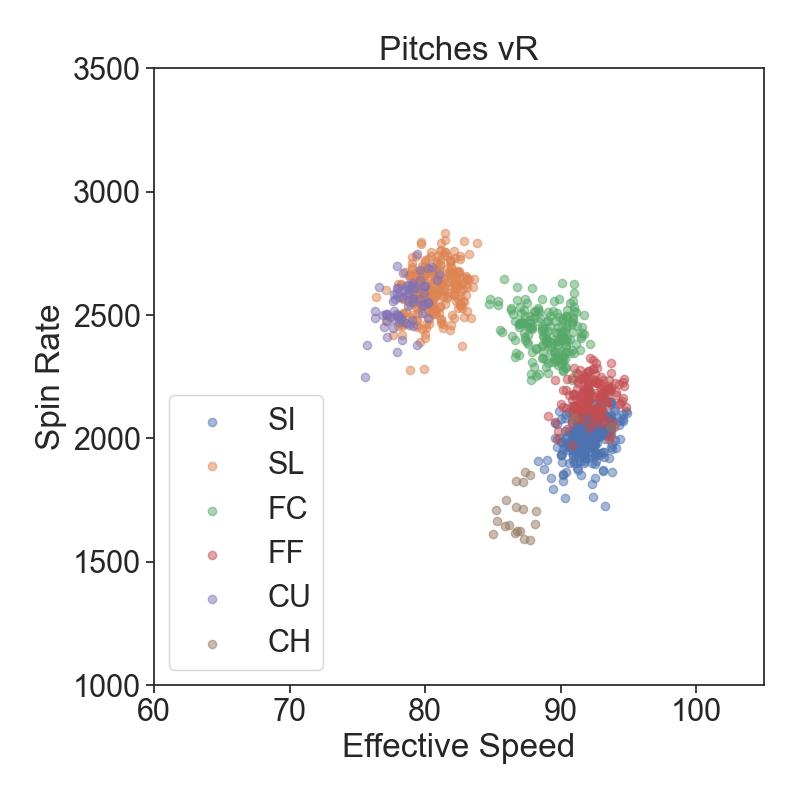 Pitches vR
3500
3000
2500
2000
1500
1000
Spin Rate
SI
SL
FC
FF
CU
CH
60 70 80 90 100
Effective Speed